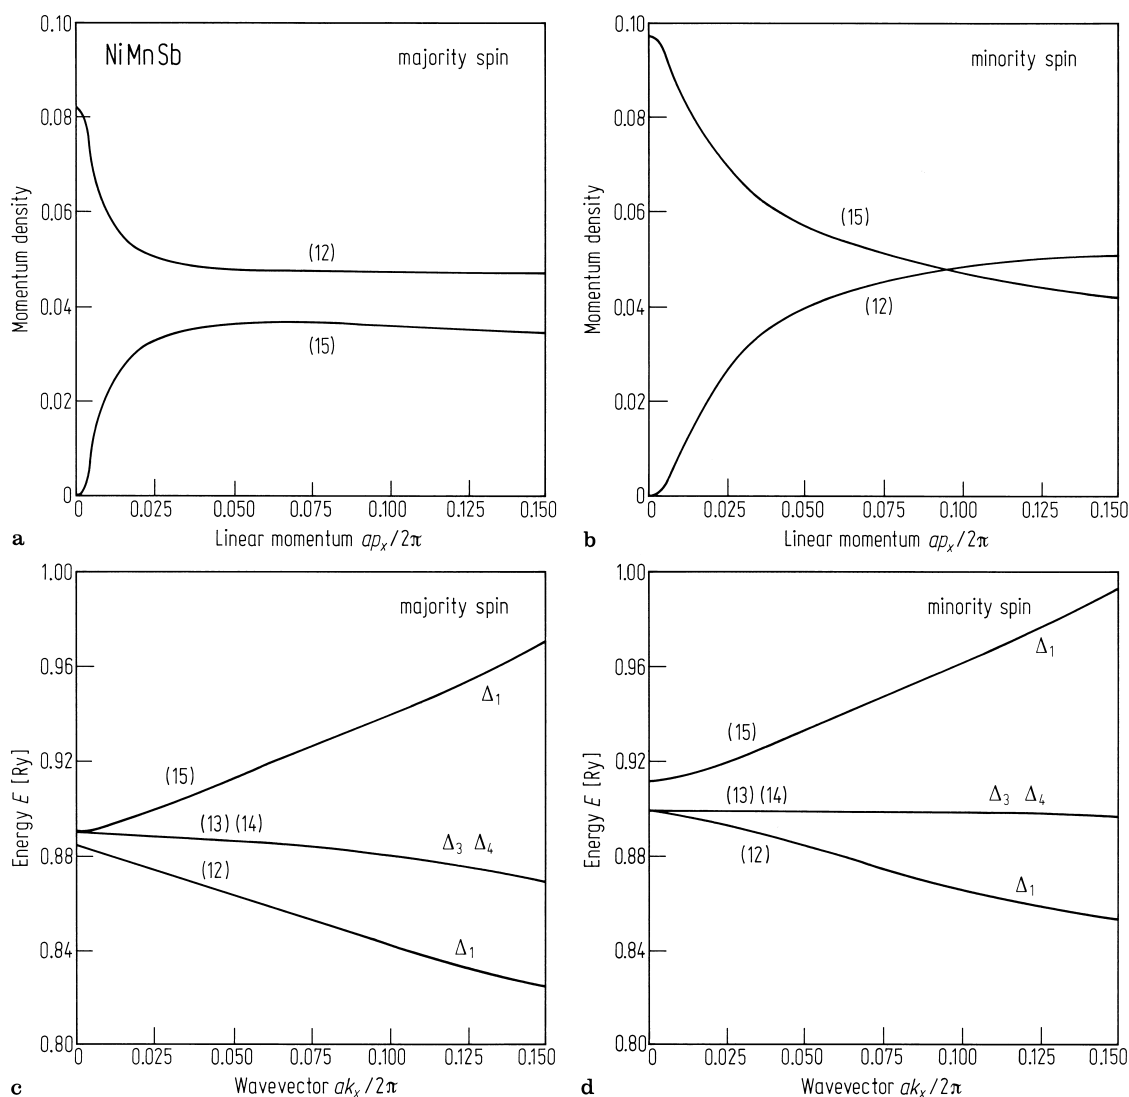 NiMnSb
majority spin
Momentum density
0.10
0.08
0.06
0.04
0.02
0
(12)
(15)
0 0.025 0.050 0.075 0.100 0.125 0.150
a
Linear momentum apₓ/2π
minority spin
Momentum density
0.10
0.08
0.06
0.04
0.02
0
(15)
(12)
0 0.025 0.050 0.075 0.100 0.125 0.150
b
Linear momentum apₓ/2π
majority spin
Energy E [Ry]
1.00
0.96
0.92
0.88
0.84
0.80
Δ₁
(15)
(13) (14)
Δ₃ Δ₄
(12)
Δ₁
0 0.025 0.050 0.075 0.100 0.125 0.150
c
Wavevector akₓ/2π
minority spin
Energy E [Ry]
1.00
0.96
0.92
0.88
0.84
0.80
Δ₁
(15)
(13) (14)
Δ₃ Δ₄
(12)
Δ₁
0 0.025 0.050 0.075 0.100 0.125 0.150
d
Wavevector akₓ/2π